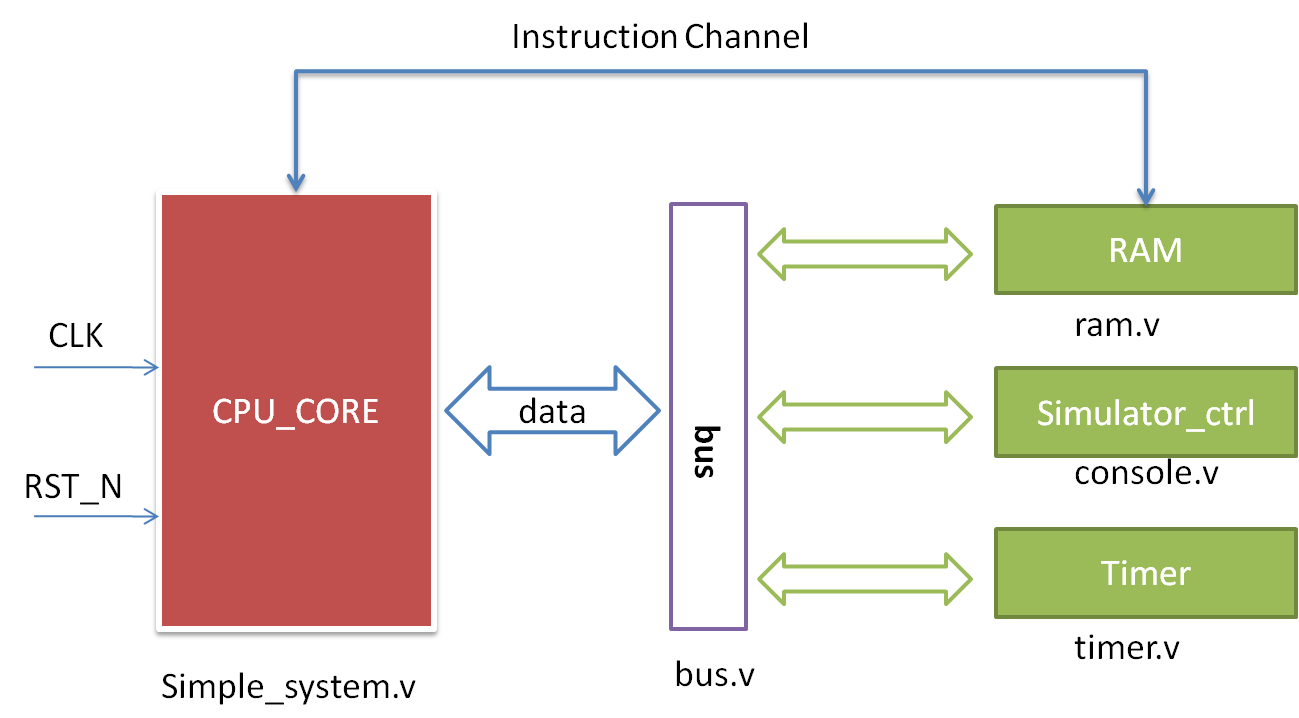 Instruction Channel
CLK
RST_N
CPU_CORE
Simple_system.v
data
bus
bus.v
RAM
ram.v
Simulator_ctrl
console.v
Timer
timer.v